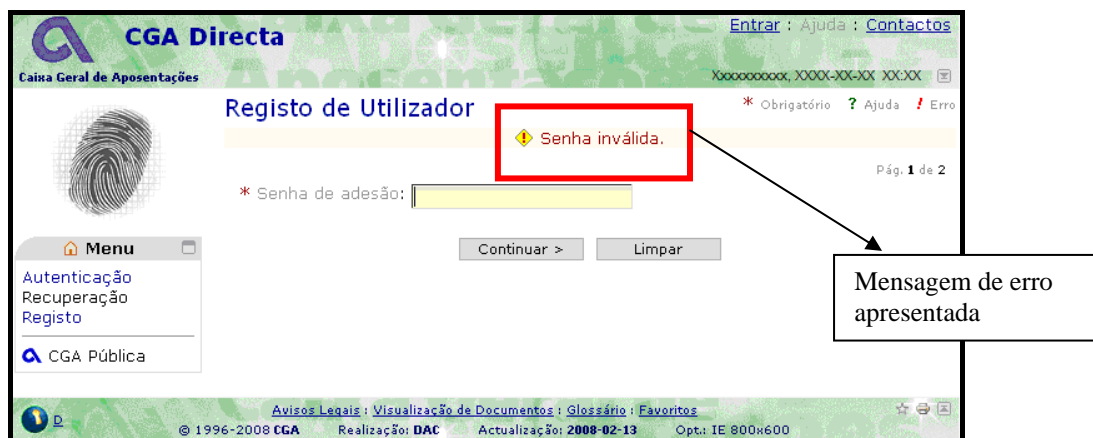 CGA Directa
Entrar : Ajuda : Contactos
Caixa Geral de Aposentações
Xxxxxxxxxx, XXXX-XX-XX XX:XX
Registo de Utilizador
* Obrigatório ? Ajuda ! Erro
Senha inválida.
Pág. 1 de 2
* Senha de adesão:
Continuar > Limpar
Menu
Autenticação
Recuperação
Registo
CGA Pública
Mensagem de erro
apresentada
D
Avisos Legais : Visualização de Documentos : Glossário : Favoritos
© 1996-2008 CGA Realização: DAC Actualização: 2008-02-13 Opt.: IE 800x600